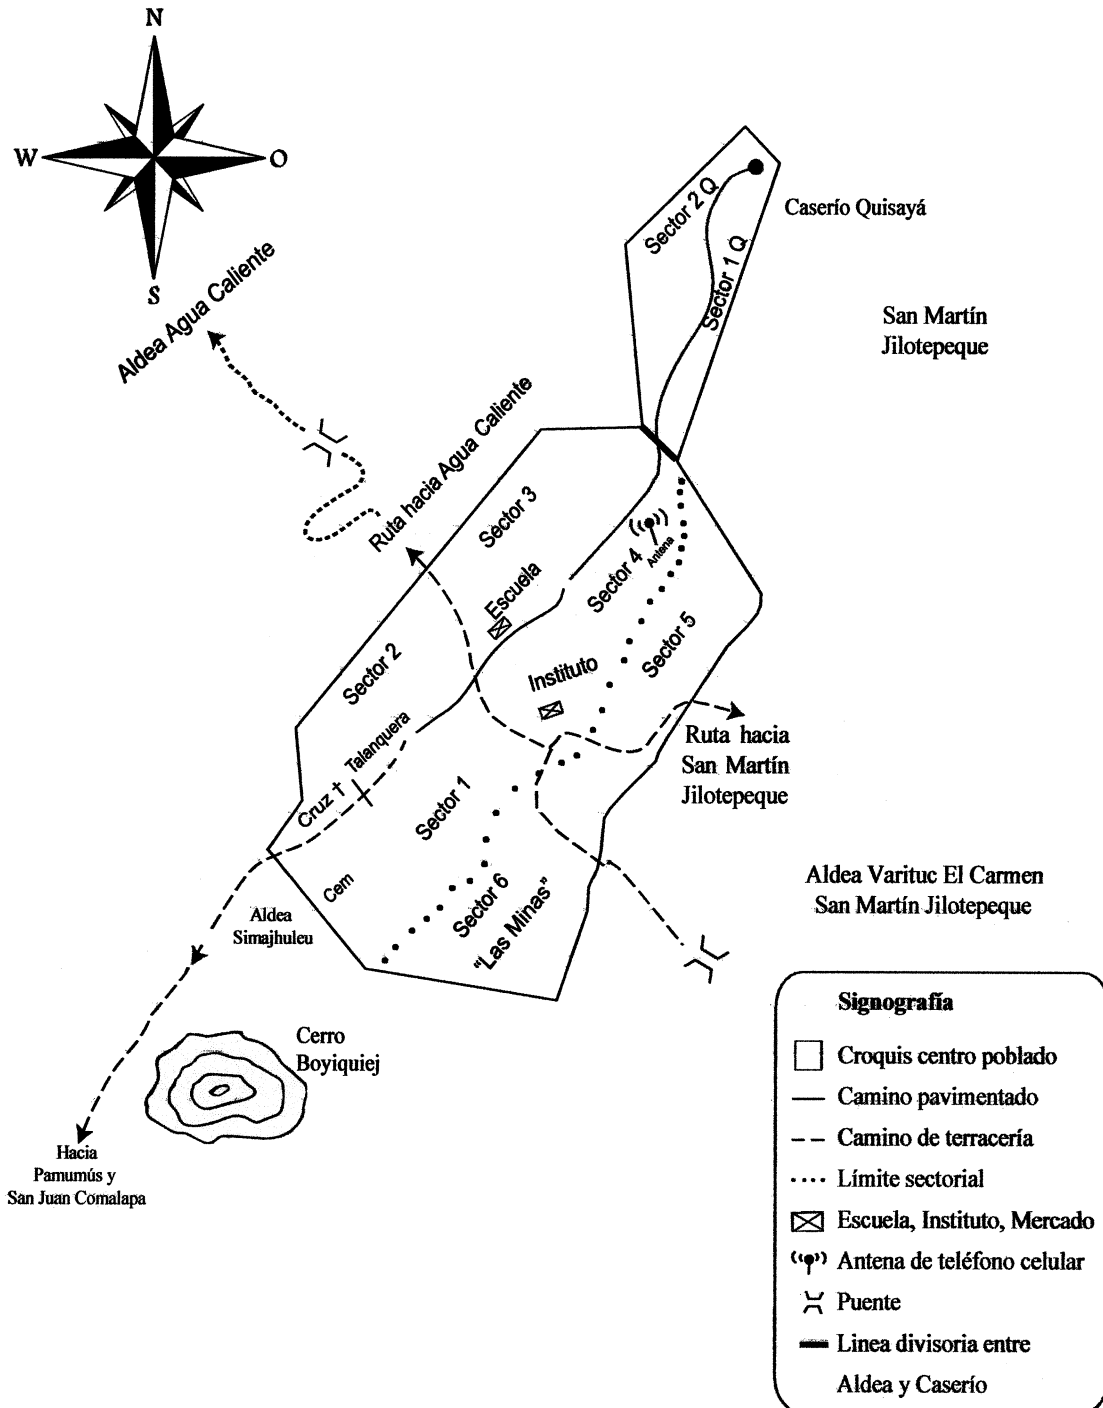 N
W
O
S
Aldea Agua Caliente
Ruta hacia Agua Caliente
Sector 2 Q
Sector 1 Q
Caserío Quisayá
San Martín
Jilotepeque
Sector 3
Escuela
Sector 4
Antena
Sector 5
Sector 2
Instituto
Talanquera
Cruz
Sector 1
Cem
Sector 6
"Las Minas"
Ruta hacia
San Martín
Jilotepeque
Aldea
Simajhuleu
Aldea Varituc El Carmen
San Martín Jilotepeque
Cerro
Boyiquiej
Hacia
Pamumús y
San Juan Comalapa
Signografía
Croquis centro poblado
Camino pavimentado
Camino de terracería
Límite sectorial
Escuela, Instituto, Mercado
Antena de teléfono celular
Puente
Linea divisoria entre
Aldea y Caserío